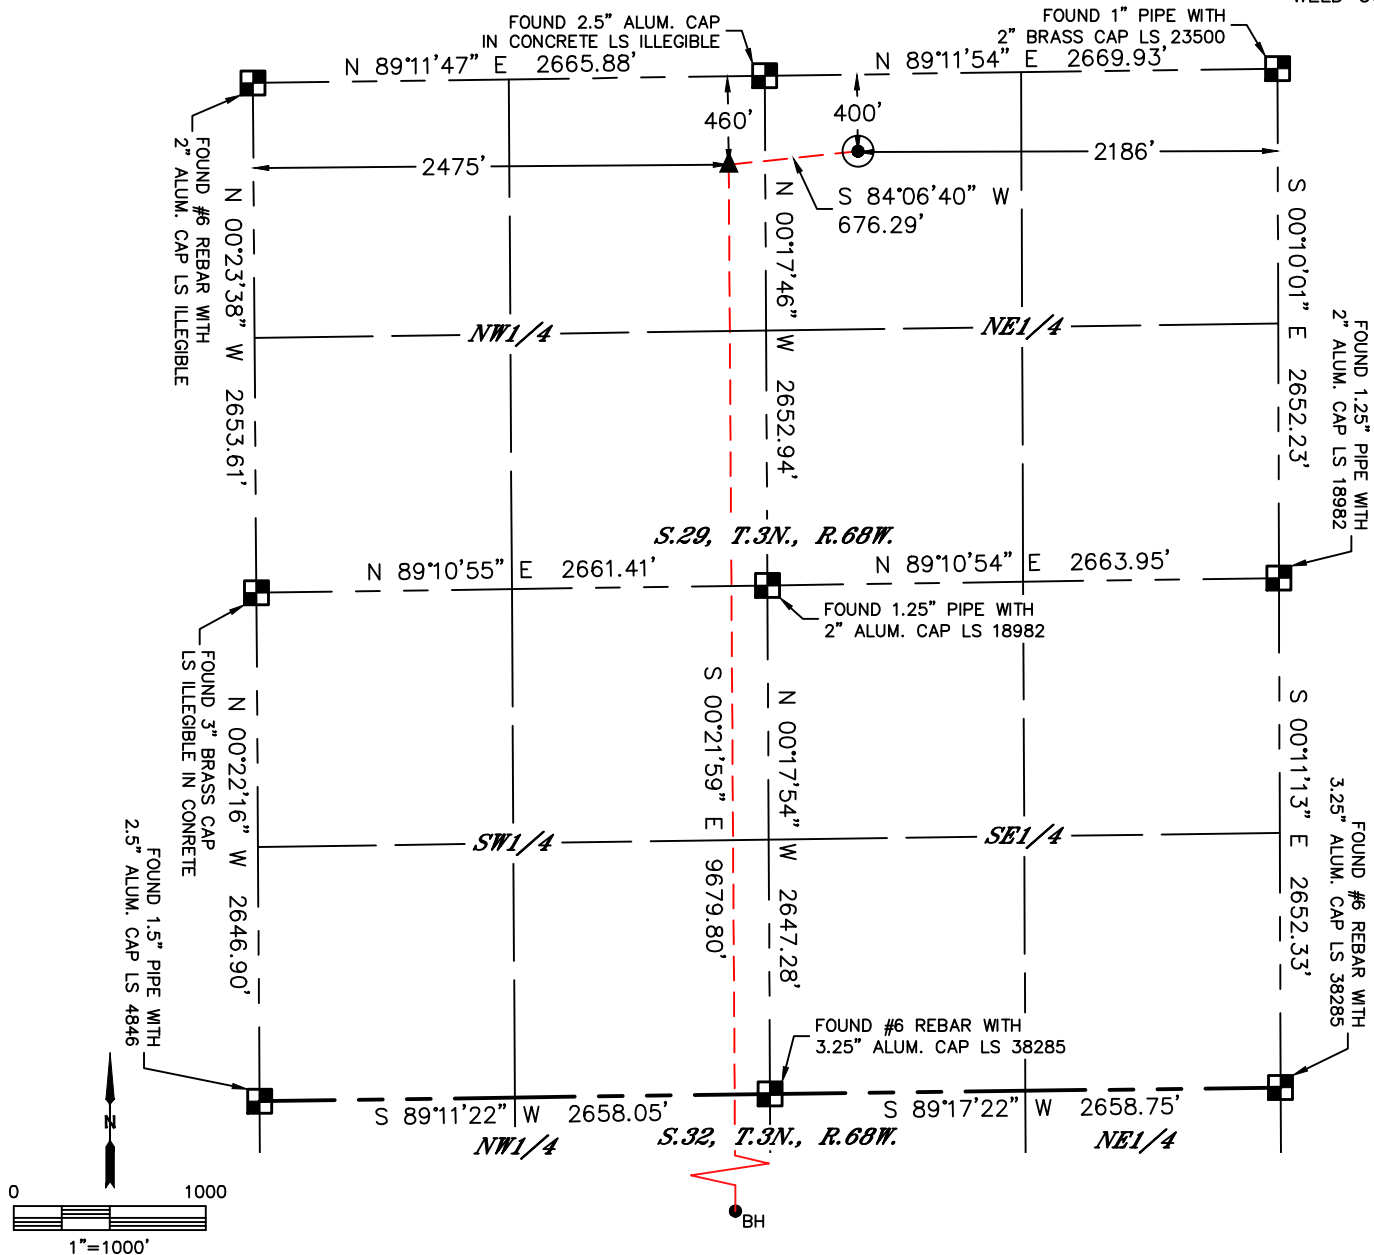 FOUND 2.5" ALUM. CAP
IN CONCRETE LS ILLEGIBLE
FOUND 1" PIPE WITH
2" BRASS CAP LS 23500
N 89°11'47" E 2665.88'
N 89°11'54" E 2669.93'
460'
400'
2475'
2186'
S 84°06'40" W
676.29'
FOUND #6 REBAR WITH
2" ALUM. CAP LS ILLEGIBLE
N 00°23'38" W 2653.61'
N 00°17'46" W 2652.94'
S 00°10'01" E 2652.23'
FOUND 1.25" PIPE WITH
2" ALUM. CAP LS 18982
NW1/4
NE1/4
S.29, T.3N., R.68W.
N 89°10'55" E 2661.41'
N 89°10'54" E 2663.95'
FOUND 1.25" PIPE WITH
2" ALUM. CAP LS 18982
FOUND 3" BRASS CAP
LS ILLEGIBLE IN CONRETE
N 00°22'16" W 2646.90'
S 00°21'59" E 9679.80'
N 00°17'54" W 2647.28'
S 00°11'13" E 2652.33'
FOUND #6 REBAR WITH
3.25" ALUM. CAP LS 38285
SW1/4
SE1/4
FOUND 1.5" PIPE WITH
2.5" ALUM. CAP LS 4846
FOUND #6 REBAR WITH
3.25" ALUM. CAP LS 38285
S 89°11'22" W 2658.05'
S 89°17'22" W 2658.75'
S.32, T.3N., R.68W.
NW1/4
NE1/4
N
0 1000
1"=1000'
BH